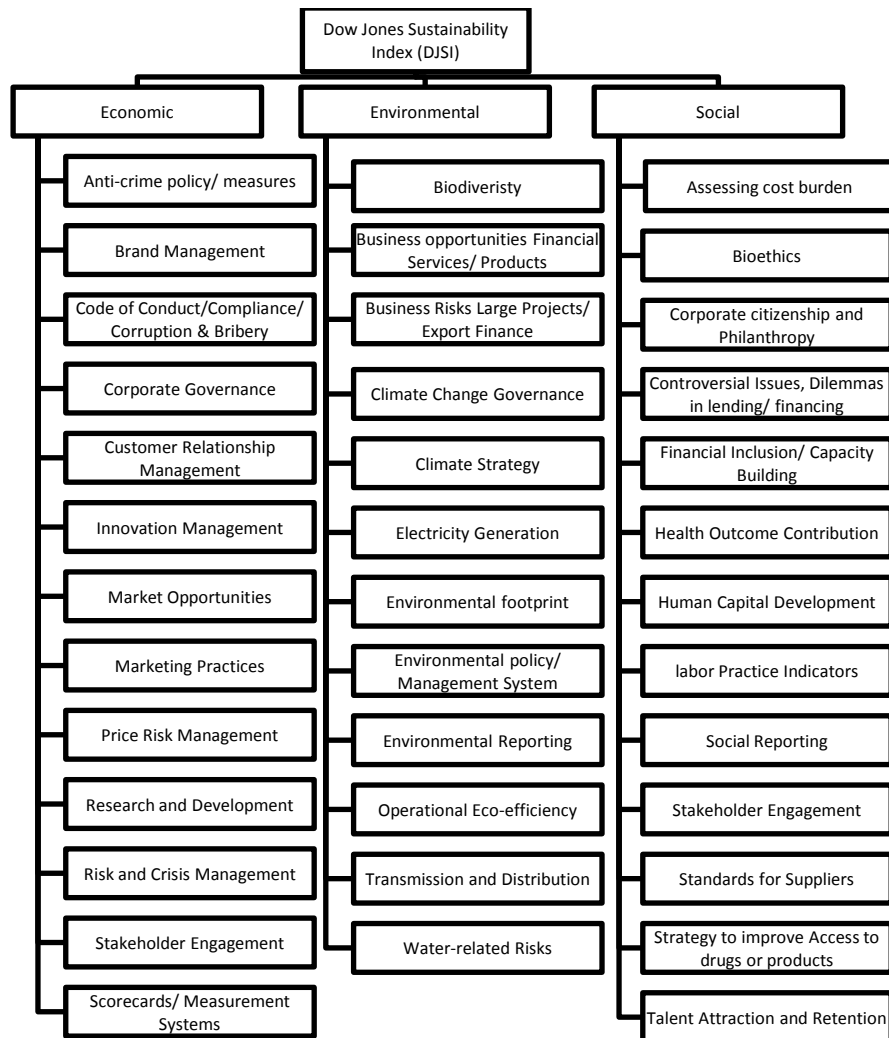 Dow Jones Sustainability
Index (DJSI)
Economic
Environmental
Social
Anti-crime policy/ measures
Brand Management
Code of Conduct/Compliance/
Corruption & Bribery
Corporate Governance
Customer Relationship
Management
Innovation Management
Market Opportunities
Marketing Practices
Price Risk Management
Research and Development
Risk and Crisis Management
Stakeholder Engagement
Scorecards/ Measurement
Systems
Biodiveristy
Business opportunities Financial
Services/ Products
Business Risks Large Projects/
Export Finance
Climate Change Governance
Climate Strategy
Electricity Generation
Environmental footprint
Environmental policy/
Management System
Environmental Reporting
Operational Eco-efficiency
Transmission and Distribution
Water-related Risks
Assessing cost burden
Bioethics
Corporate citizenship and
Philanthropy
Controversial Issues, Dilemmas
in lending/ financing
Financial Inclusion/ Capacity
Building
Health Outcome Contribution
Human Capital Development
labor Practice Indicators
Social Reporting
Stakeholder Engagement
Standards for Suppliers
Strategy to improve Access to
drugs or products
Talent Attraction and Retention